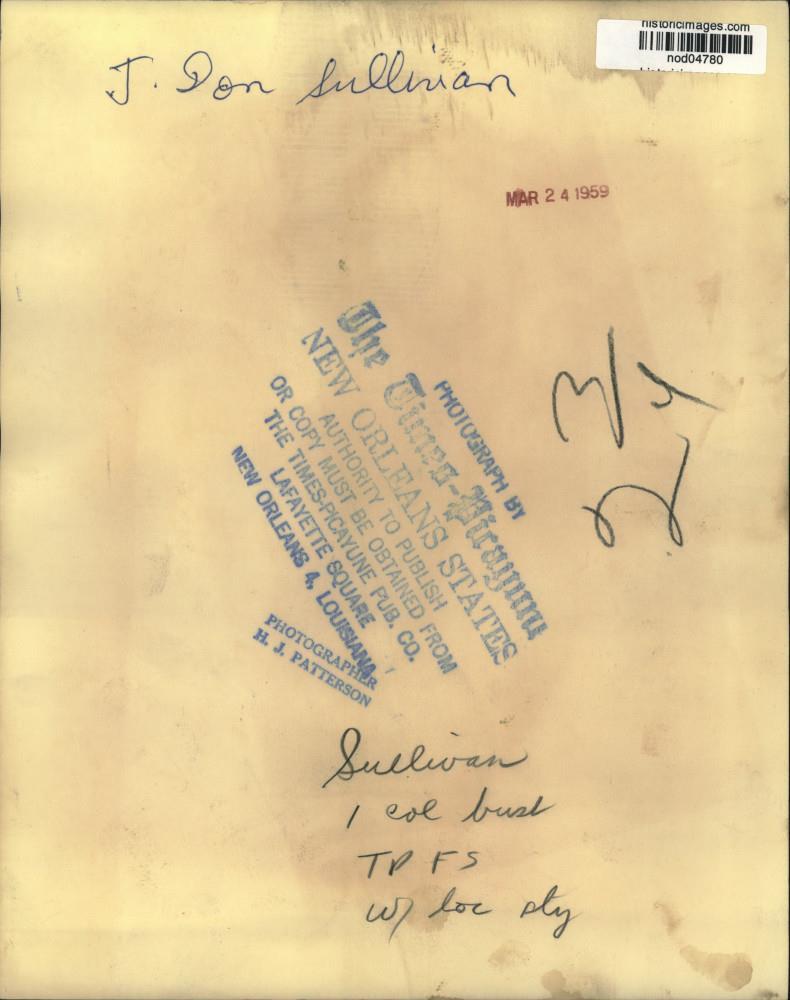 historicimages.com
nod04780
J. Don Sullivan
MAR 24 1959
PHOTOGRAPH BY
The Times-Picayune
NEW ORLEANS STATES
AUTHORITY TO PUBLISH
OR COPY MUST BE OBTAINED FROM
THE TIMES-PICAYUNE PUB. CO.
LAFAYETTE SQUARE
NEW ORLEANS 4, LOUISIANA
PHOTOGRAPHER
H. J. PATTERSON
3/24
Sullivan
1 col bust
TP FS
w/ loc sty